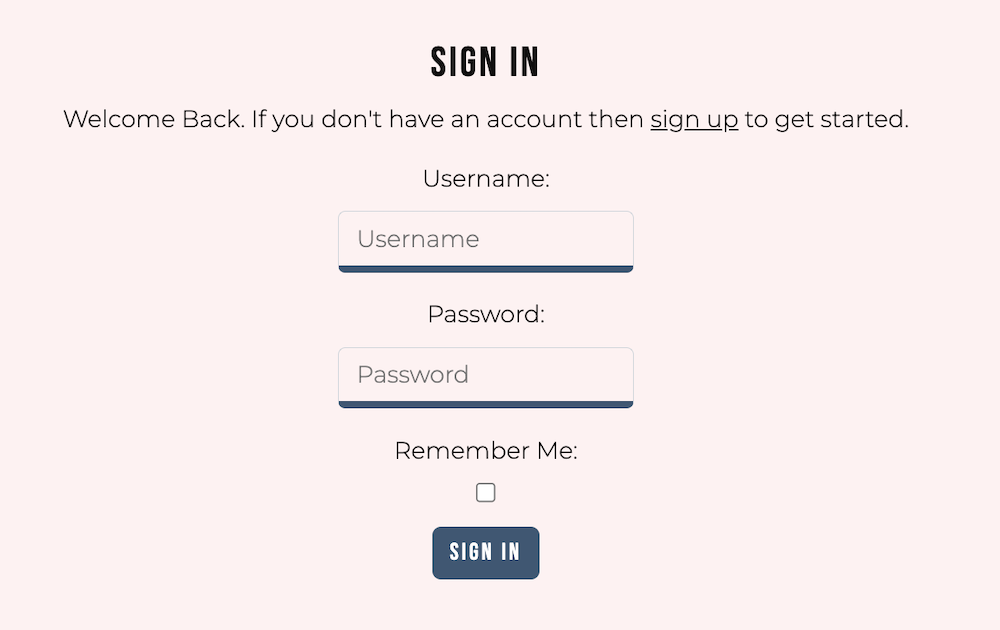 SIGN IN
Welcome Back. If you don't have an account then sign up to get started.
Username:
Username
Password:
Password
Remember Me:
SIGN IN